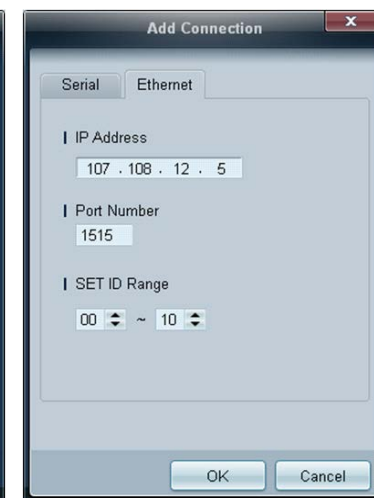 Add Connection
x
Serial Ethernet
IP Address
107 . 108 . 12 . 5
Port Number
1515
SET ID Range
00 ~ 10
OK Cancel